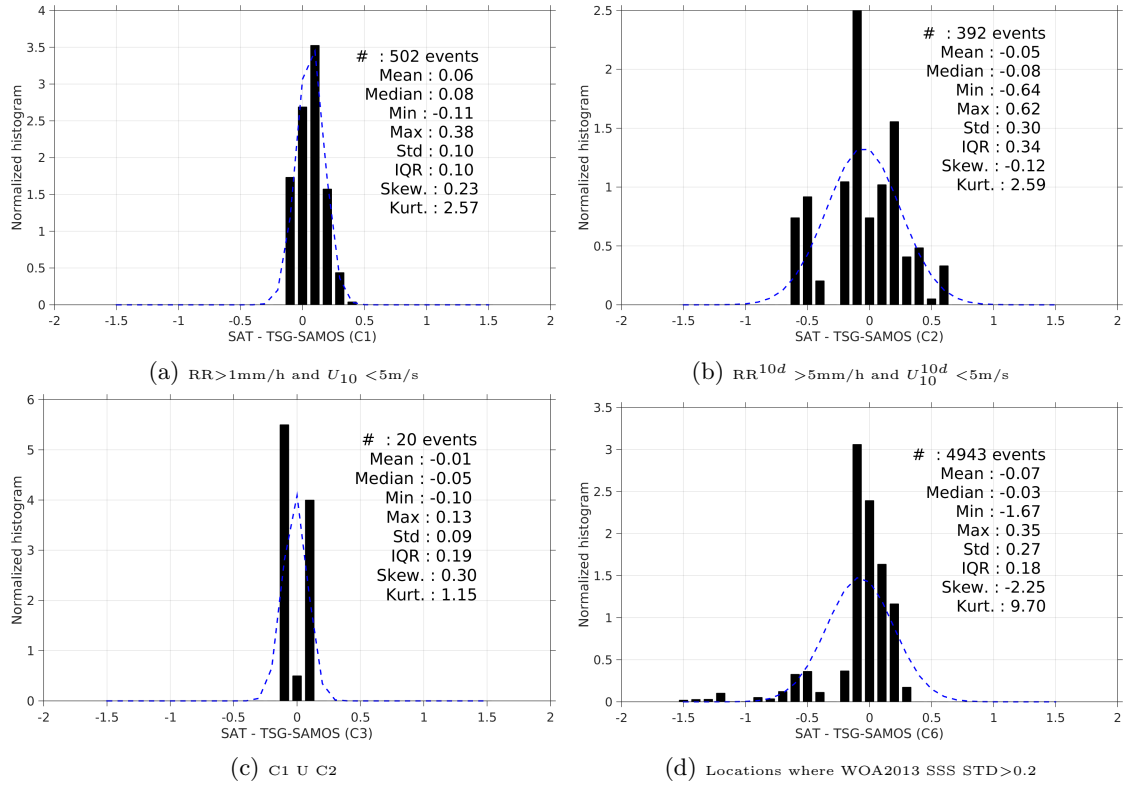 4
3.5
3
2.5
2
1.5
1
0.5
0
Normalized histogram
# : 502 events
Mean : 0.06
Median : 0.08
Min : -0.11
Max : 0.38
Std : 0.10
IQR : 0.10
Skew. : 0.23
Kurt. : 2.57
-2 -1.5 -1 -0.5 0 0.5 1 1.5 2
SAT - TSG-SAMOS (C1)
(a) RR>1mm/h and U10 <5m/s
2.5
2
1.5
1
0.5
0
Normalized histogram
# : 392 events
Mean : -0.05
Median : -0.08
Min : -0.64
Max : 0.62
Std : 0.30
IQR : 0.34
Skew. : -0.12
Kurt. : 2.59
-2 -1.5 -1 -0.5 0 0.5 1 1.5 2
SAT - TSG-SAMOS (C2)
(b) RR^10d >5mm/h and U10^10d <5m/s
6
5
4
3
2
1
0
Normalized histogram
# : 20 events
Mean : -0.01
Median : -0.05
Min : -0.10
Max : 0.13
Std : 0.09
IQR : 0.19
Skew. : 0.30
Kurt. : 1.15
-2 -1.5 -1 -0.5 0 0.5 1 1.5 2
SAT - TSG-SAMOS (C3)
(c) C1 U C2
3.5
3
2.5
2
1.5
1
0.5
0
Normalized histogram
# : 4943 events
Mean : -0.07
Median : -0.03
Min : -1.67
Max : 0.35
Std : 0.27
IQR : 0.18
Skew. : -2.25
Kurt. : 9.70
-2 -1.5 -1 -0.5 0 0.5 1 1.5 2
SAT - TSG-SAMOS (C6)
(d) Locations where WOA2013 SSS STD>0.2